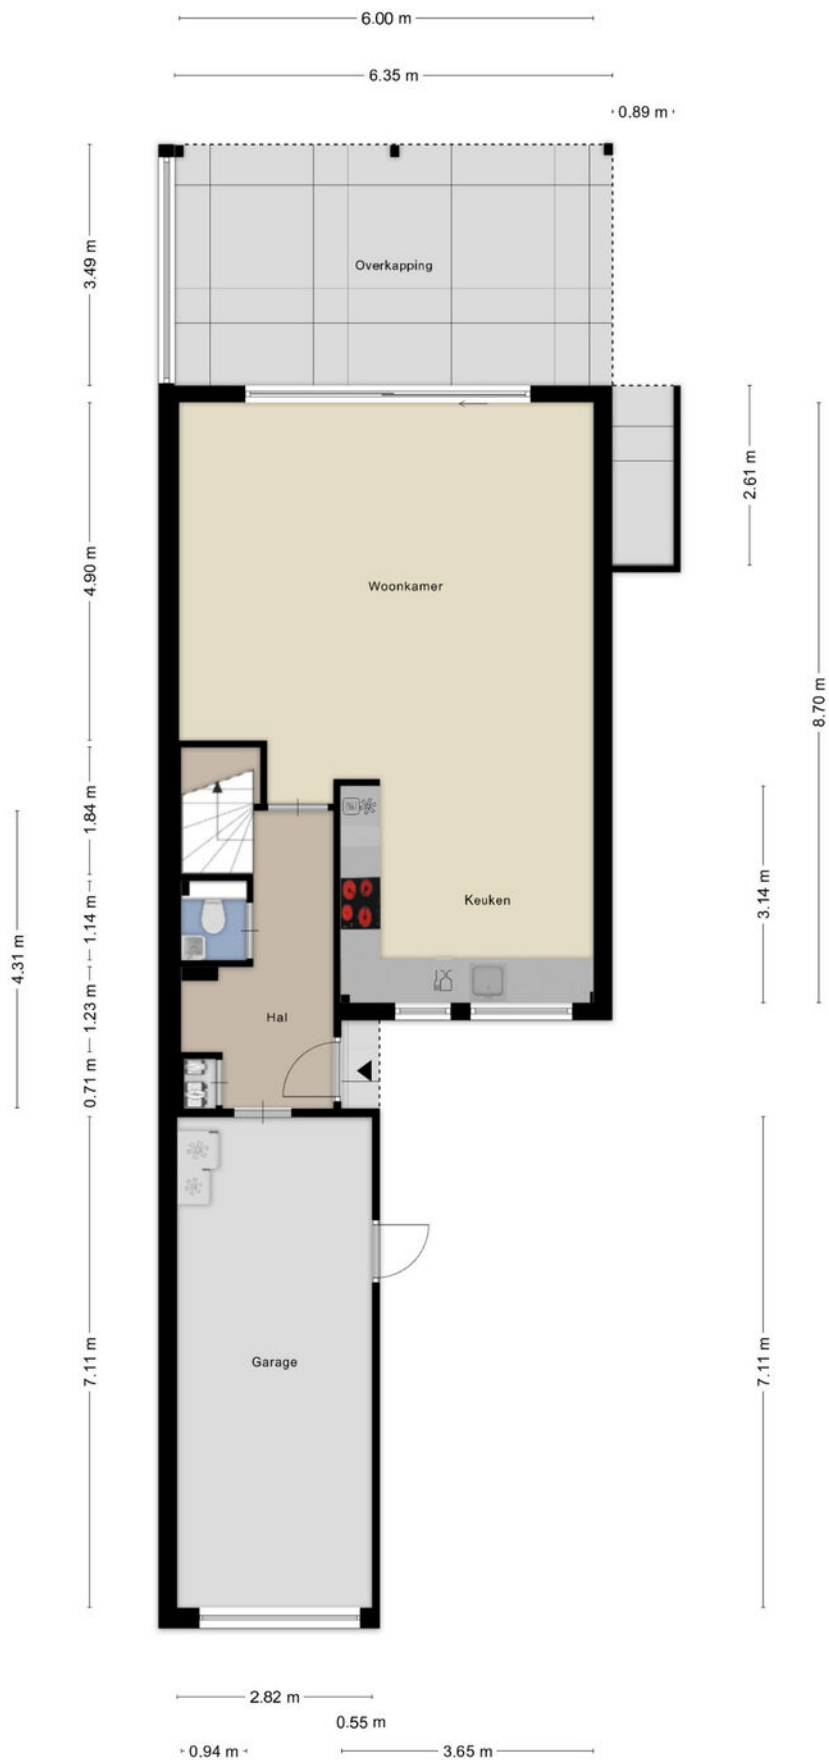 6.00 m
6.35 m
0.89 m
3.49 m
Overkapping
4.90 m
2.61 m
Woonkamer
8.70 m
1.84 m
Keuken
3.14 m
1.14 m
4.31 m
1.23 m
Hal
0.71 m
7.11 m
Garage
7.11 m
2.82 m
0.55 m
0.94 m
3.65 m